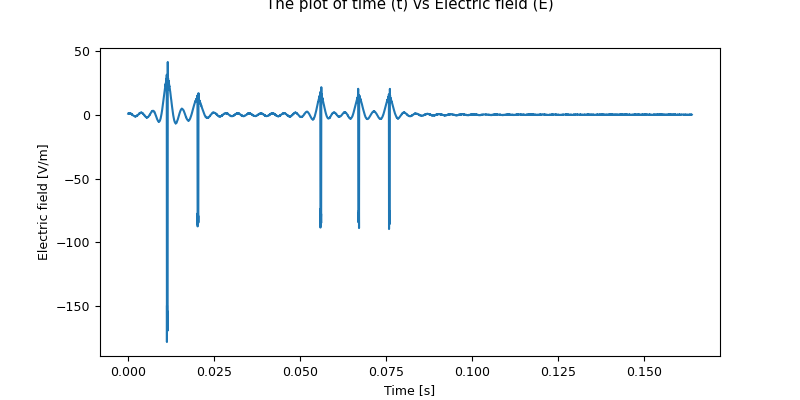 The plot of time (t) vs Electric field (E)
50
0
−50
−100
−150
Electric field [V/m]
0.000 0.025 0.050 0.075 0.100 0.125 0.150
Time [s]